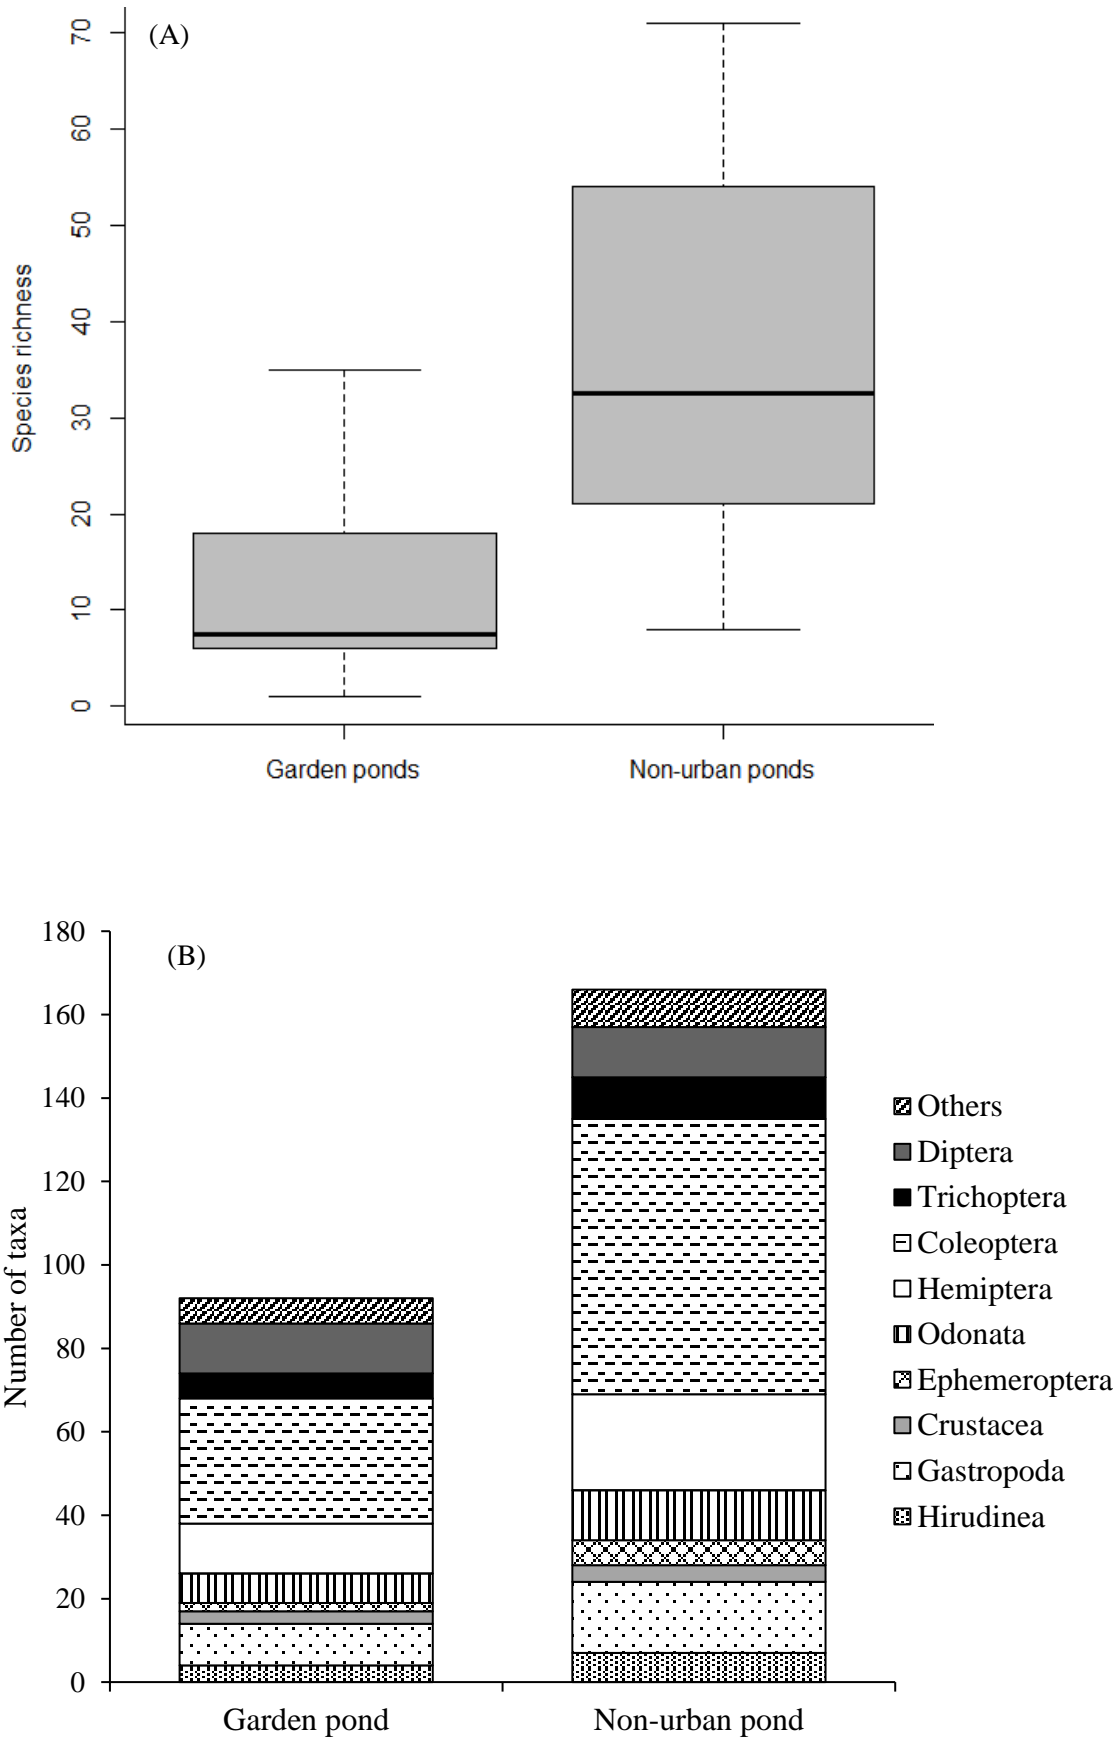 (A)
70
60
50
40
30
20
10
0
Species richness
Garden ponds Non-urban ponds
(B)
180
160
140
120
100
80
60
40
20
0
Number of taxa
Garden pond Non-urban pond
Others
Diptera
Trichoptera
Coleoptera
Hemiptera
Odonata
Ephemeroptera
Crustacea
Gastropoda
Hirudinea